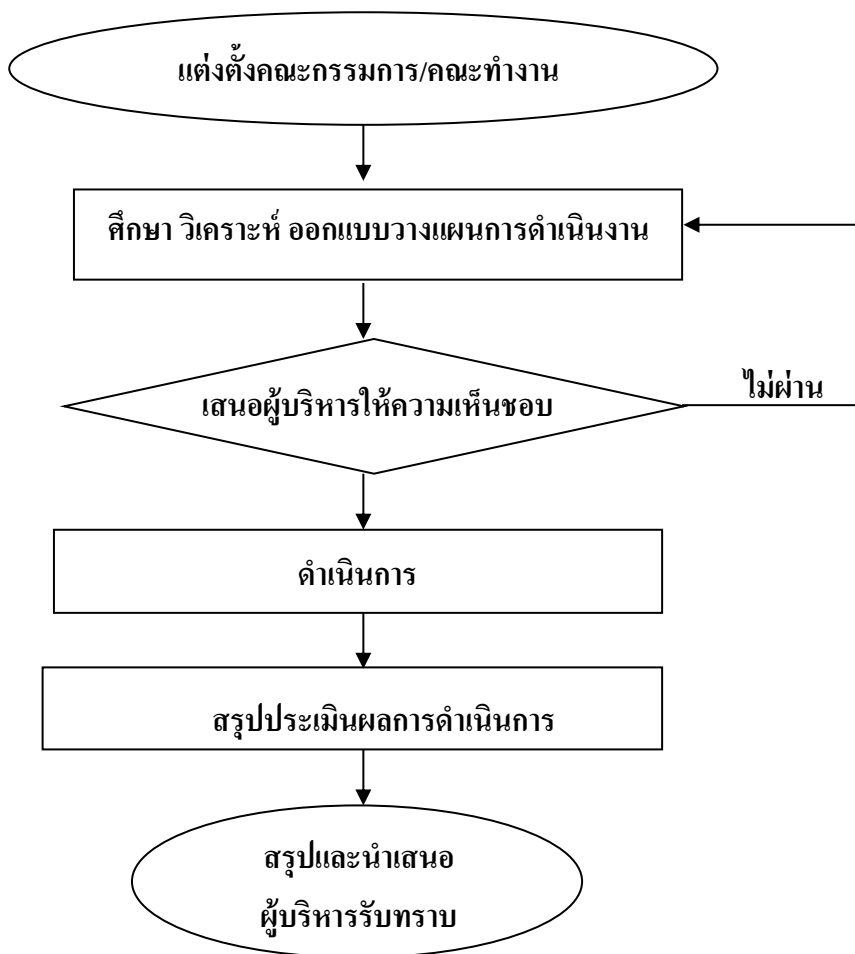 แต่งตั้งคณะกรรมการ/คณะทำงาน
ศึกษา วิเคราะห์ ออกแบบวางแผนการดำเนินงาน
เสนอผู้บริหารให้ความเห็นชอบ
ไม่ผ่าน
ดำเนินการ
สรุปประเมินผลการดำเนินการ
สรุปและนำเสนอ
ผู้บริหารรับทราบ